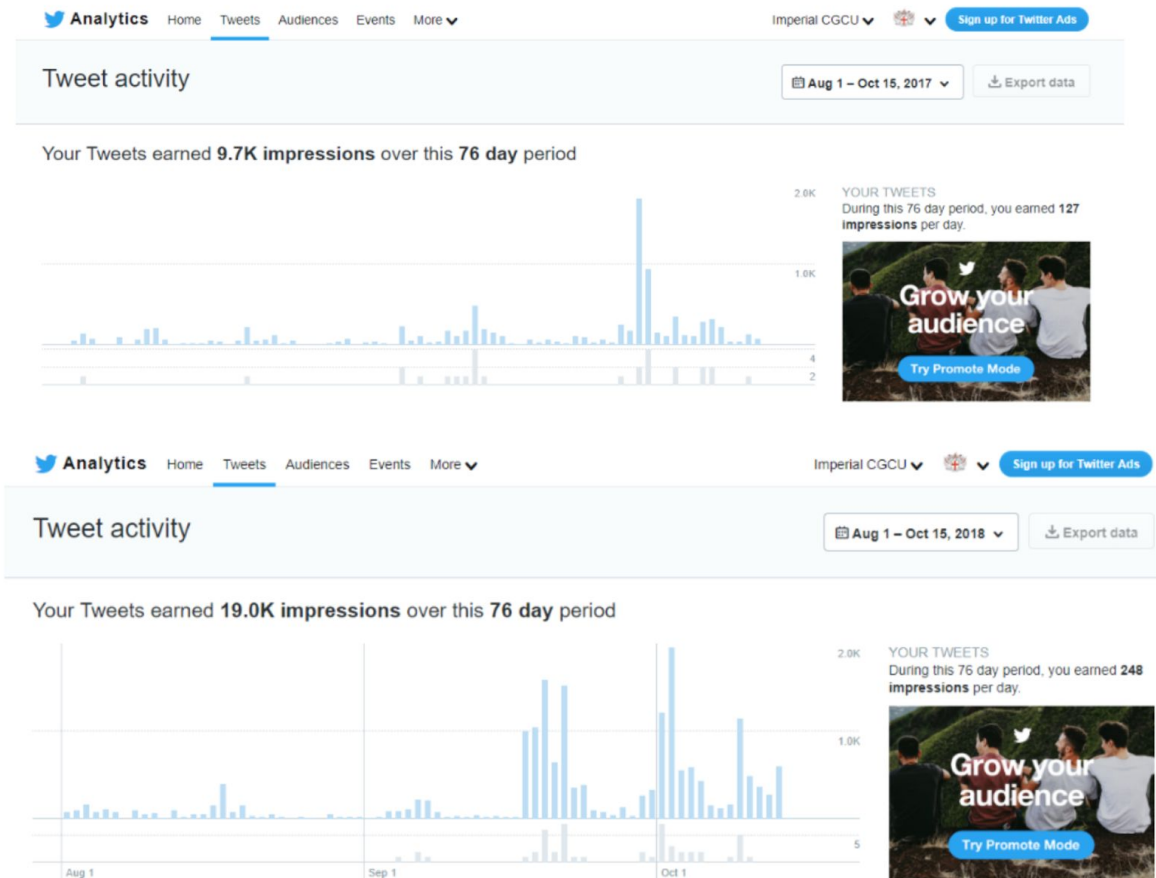 Analytics Home Tweets Audiences Events More Imperial CGCU Sign up for Twitter Ads
Tweet activity Aug 1 – Oct 15, 2017 Export data
Your Tweets earned 9.7K impressions over this 76 day period
2.0K
1.0K
4
2
YOUR TWEETS
During this 76 day period, you earned 127
impressions per day.
Grow your
audience
Try Promote Mode
Analytics Home Tweets Audiences Events More Imperial CGCU Sign up for Twitter Ads
Tweet activity Aug 1 – Oct 15, 2018 Export data
Your Tweets earned 19.0K impressions over this 76 day period
2.0K
1.0K
5
Aug 1 Sep 1 Oct 1
YOUR TWEETS
During this 76 day period, you earned 248
impressions per day.
Grow your
audience
Try Promote Mode